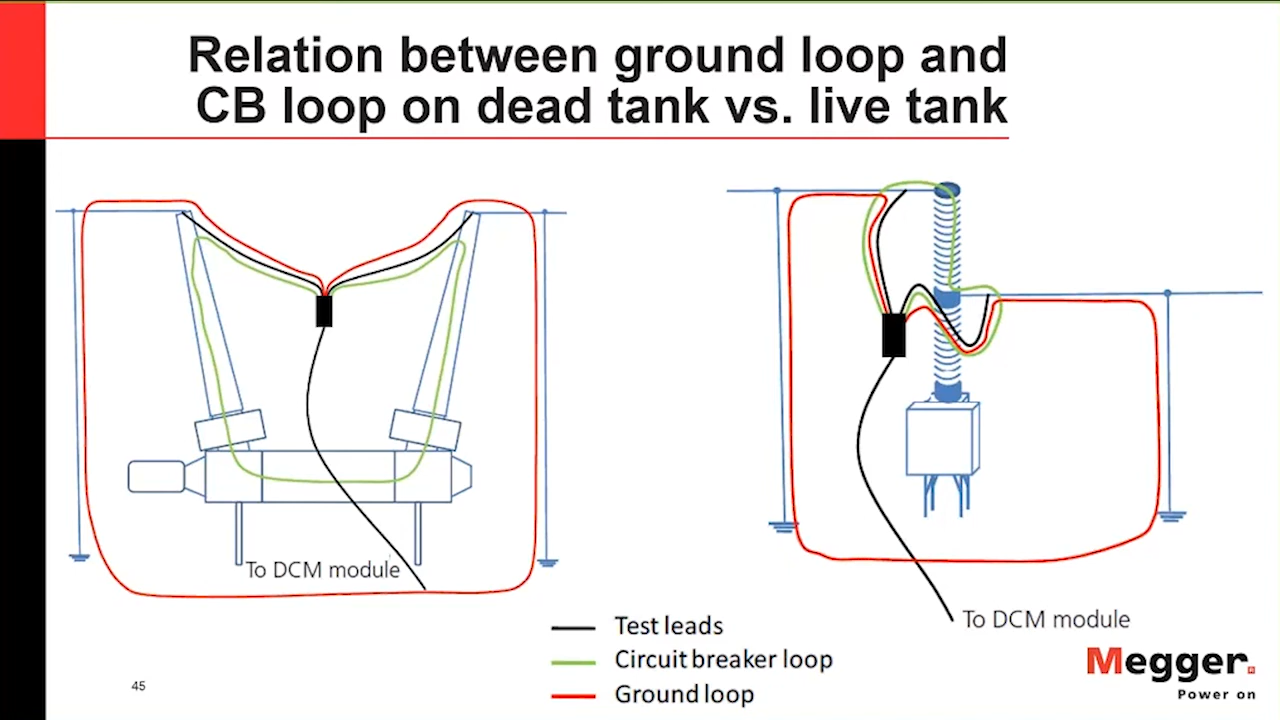 Relation between ground loop and
CB loop on dead tank vs. live tank
To DCM module
To DCM module
Test leads
Circuit breaker loop
Ground loop
Megger.
Power on
45